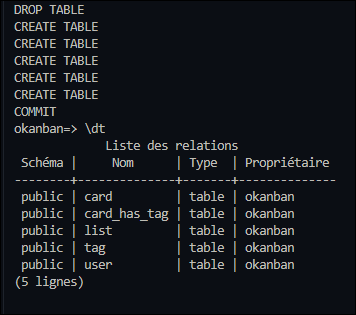 DROP TABLE
CREATE TABLE
CREATE TABLE
CREATE TABLE
CREATE TABLE
CREATE TABLE
COMMIT
okanban=> \dt
Liste des relations
Schéma | Nom | Type | Propriétaire
--------+--------------+-------+--------------
public | card | table | okanban
public | card_has_tag | table | okanban
public | list | table | okanban
public | tag | table | okanban
public | user | table | okanban
(5 lignes)